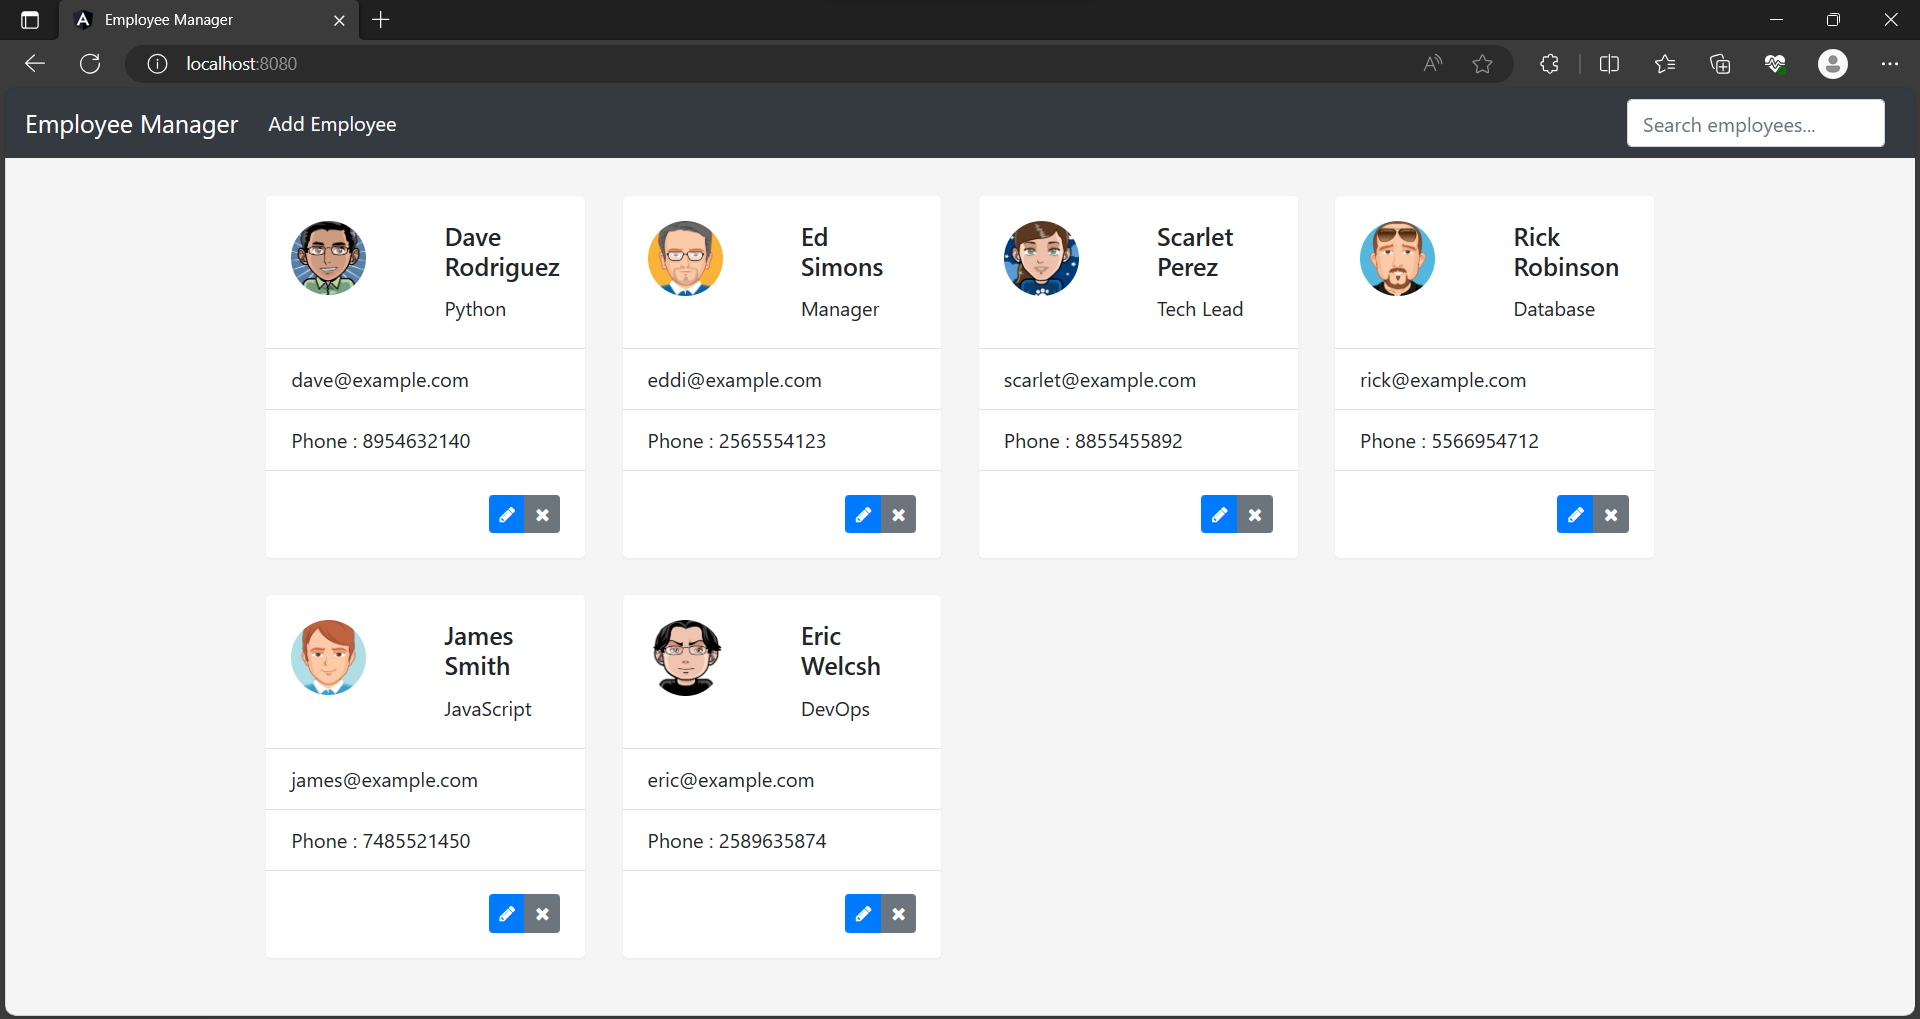 Employee Manager
localhost:8080
Employee Manager
Add Employee
Search employees...
Dave
Rodriguez
Python
dave@example.com
Phone : 8954632140
Ed
Simons
Manager
eddi@example.com
Phone : 2565554123
Scarlet
Perez
Tech Lead
scarlet@example.com
Phone : 8855455892
Rick
Robinson
Database
rick@example.com
Phone : 5566954712
James
Smith
JavaScript
james@example.com
Phone : 7485521450
Eric
Welcsh
DevOps
eric@example.com
Phone : 2589635874